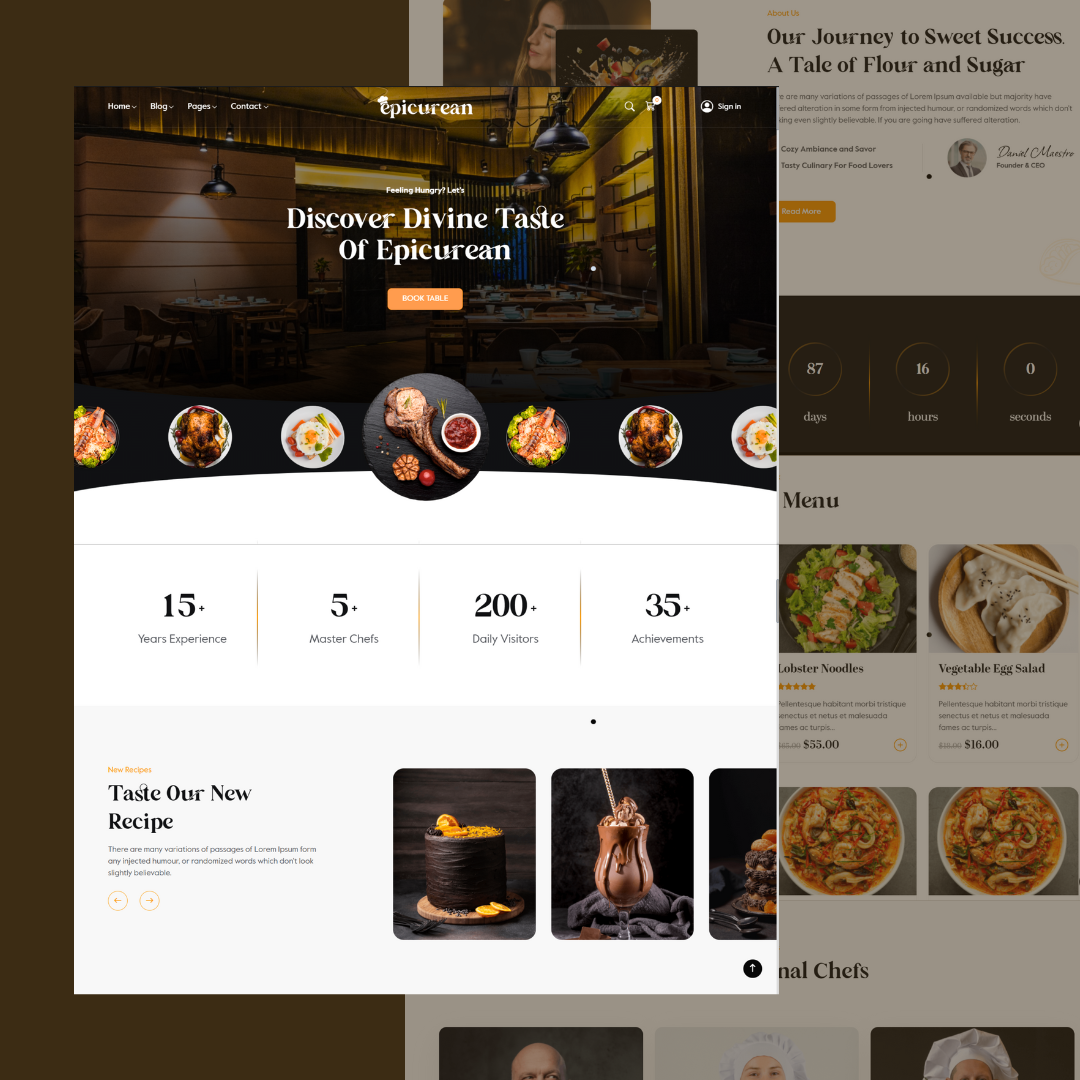 Home
Blog
Pages
Contact
epicurean
0
Sign in
Feeling Hungry? Let's
Discover Divine Taste
Of Epicurean
BOOK TABLE
15+
Years Experience
5+
Master Chefs
200+
Daily Visitors
35+
Achievements
New Recipes
Taste Our New
Recipe
There are many variations of passages of Lorem Ipsum form
any injected humour, or randomized words which don't look
slightly believable.
About Us
Our Journey to Sweet Success.
A Tale of Flour and Sugar
are many variations of passages of Lorem Ipsum available but majority have
alteration in some form from injected humour, or randomized words which don't
even slightly believable. If you are going have suffered alteration.
Cozy Ambiance and Savor
Tasty Culinary For Food Lovers
Daniel Maestro
Founder & CEO
Read More
87
days
16
hours
0
seconds
Menu
Lobster Noodles
Pellentesque habitant morbi tristique
senectus et netus et malesuada
fames ac turpis...
$55.00
Vegetable Egg Salad
Pellentesque habitant morbi tristique
senectus et netus et malesuada
fames ac turpis...
$16.00
Chefs